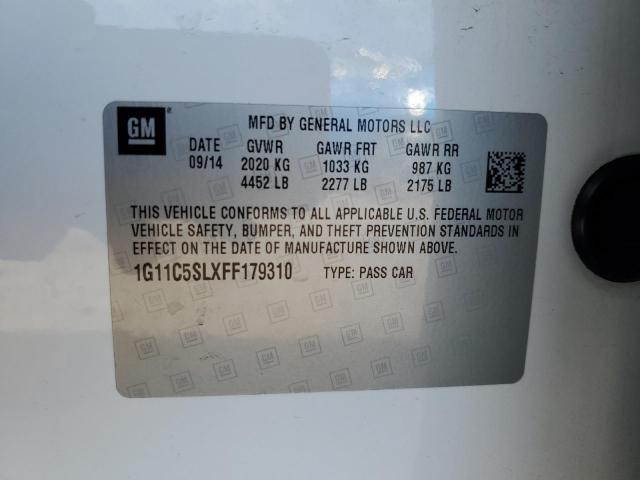 GM
MFD BY GENERAL MOTORS LLC
DATE GVWR GAWR FRT GAWR RR
09/14 2020 KG 1033 KG 987 KG
4452 LB 2277 LB 2175 LB
THIS VEHICLE CONFORMS TO ALL APPLICABLE U.S. FEDERAL MOTOR
VEHICLE SAFETY, BUMPER, AND THEFT PREVENTION STANDARDS IN
EFFECT ON THE DATE OF MANUFACTURE SHOWN ABOVE.
1G11C5SLXFF179310 TYPE: PASS CAR